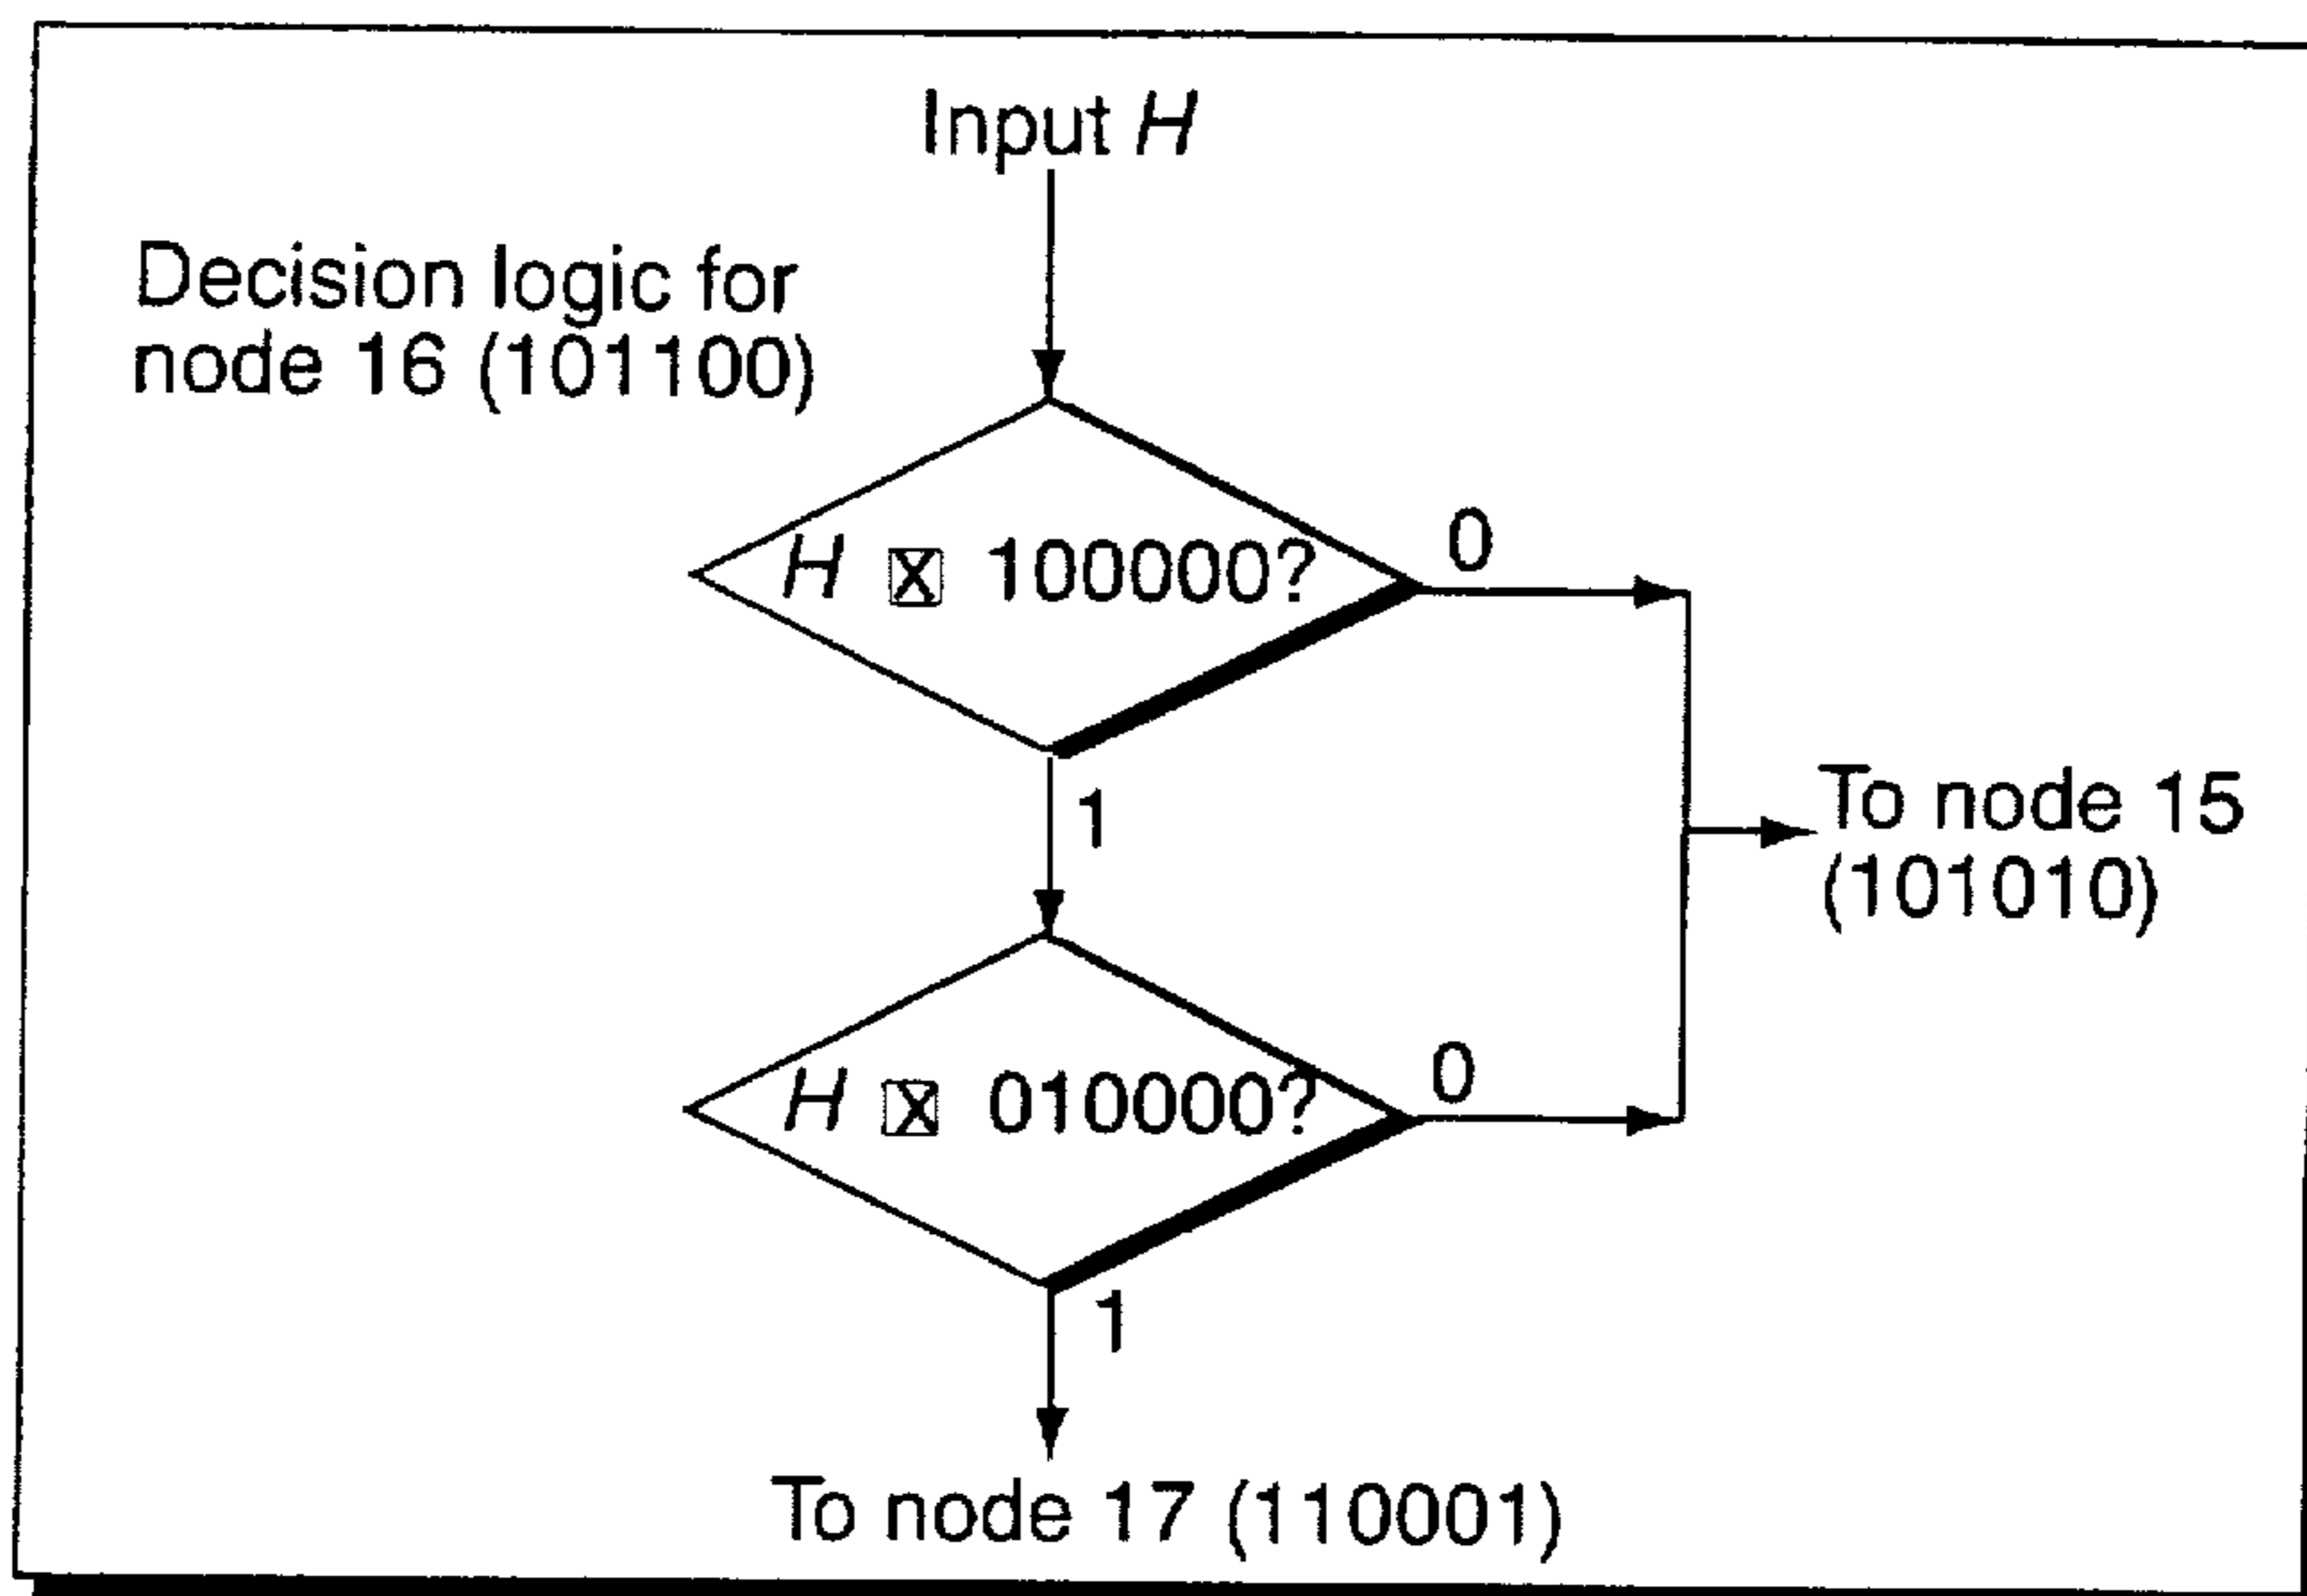 Input H
Decision logic for
node 16 (101100)
H ☒ 100000?
0
1
To node 15
(101010)
H ☒ 010000?
0
1
To node 17 (110001)